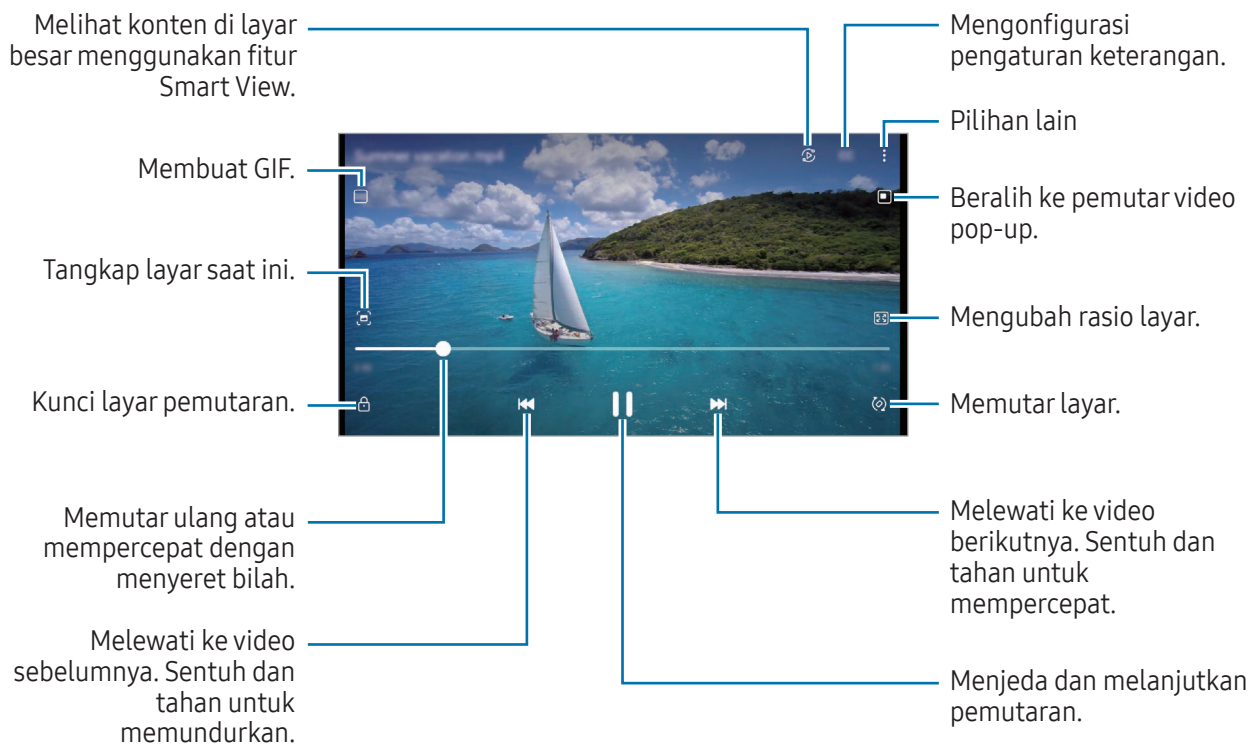 Melihat konten di layar
besar menggunakan fitur
Smart View.
Membuat GIF.
Tangkap layar saat ini.
Kunci layar pemutaran.
Memutar ulang atau
mempercepat dengan
menyeret bilah.
Melewati ke video
sebelumnya. Sentuh dan
tahan untuk
memundurkan.
Mengonfigurasi
pengaturan keterangan.
Pilihan lain
Beralih ke pemutar video
pop-up.
Mengubah rasio layar.
Memutar layar.
Melewati ke video
berikutnya. Sentuh dan
tahan untuk
mempercepat.
Menjeda dan melanjutkan
pemutaran.